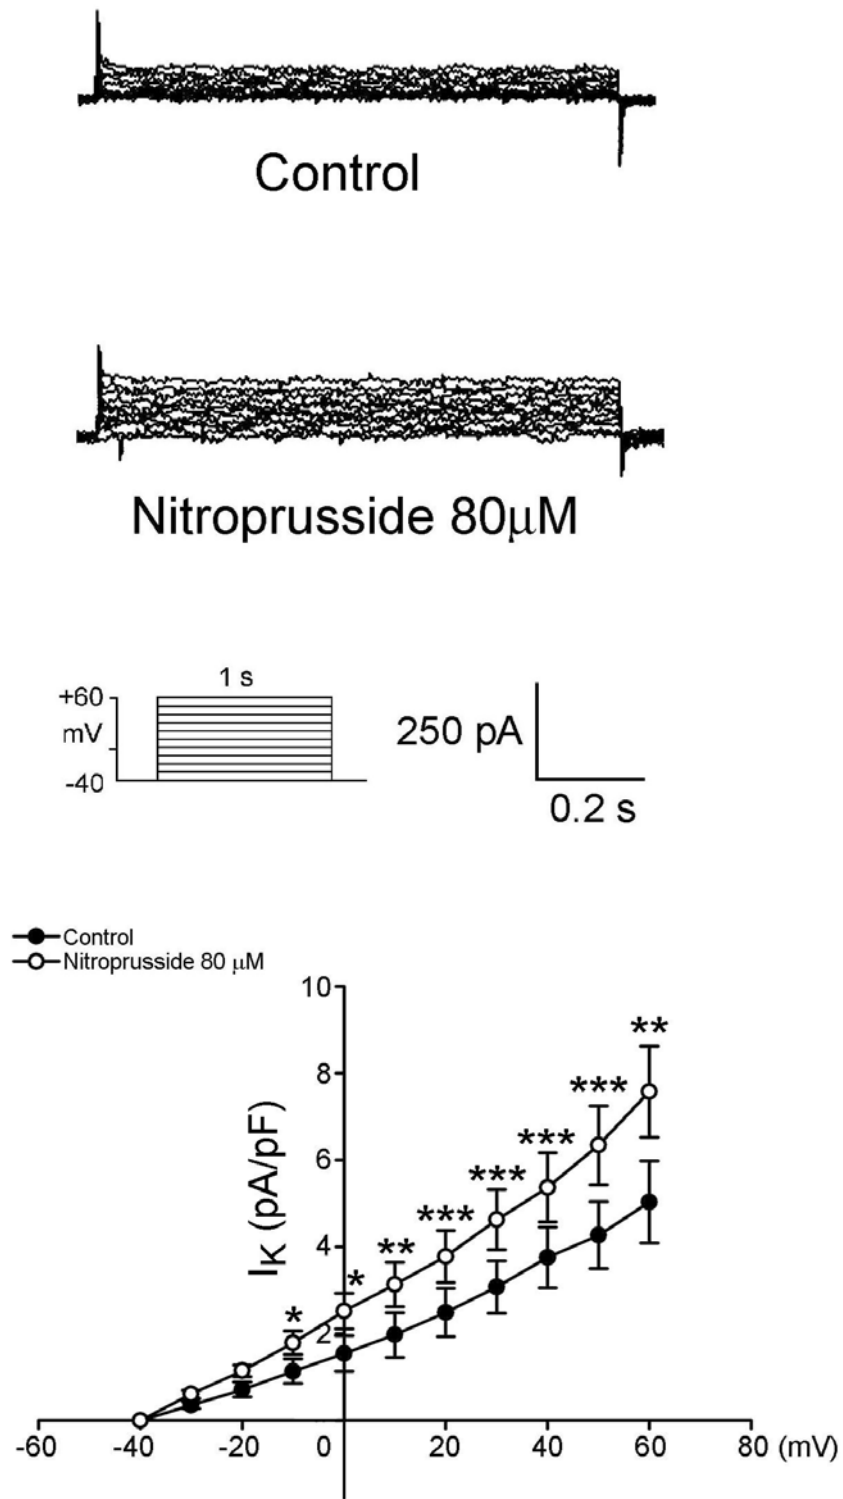 Control
Nitroprusside 80μM
1 s
+60
mV
-40
250 pA
0.2 s
Control
Nitroprusside 80 μM
10
8
6
4
2
I_K (pA/pF)
*
*
**
***
***
***
***
**
-60
-40
-20
0
20
40
60
80
(mV)